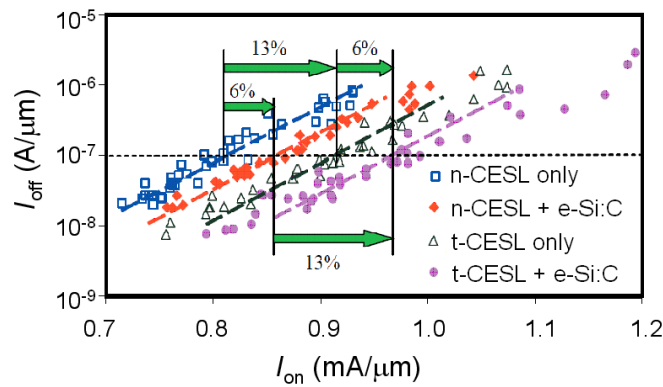 13%
6%
10⁻⁵
10⁻⁶
6%
10⁻⁷
n-CESL only
n-CESL + e-Si:C
10⁻⁸
t-CESL only
13%
t-CESL + e-Si:C
10⁻⁹
0.7 0.8 0.9 1.0 1.1 1.2
I_off (A/μm)
I_on (mA/μm)